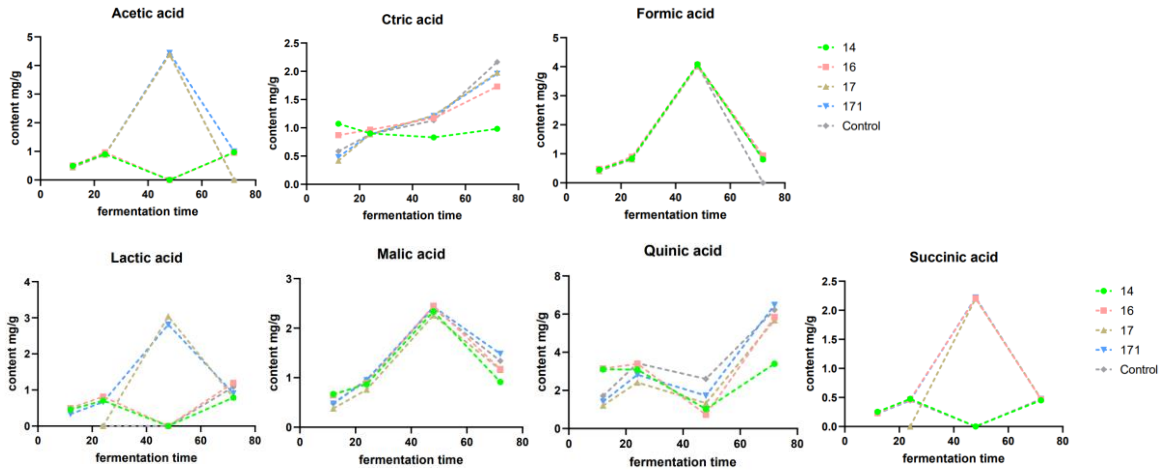 Acetic acid
Ctric acid
Formic acid
content mg/g
5
4
3
2
1
0
0 20 40 60 80
fermentation time
content mg/g
2.5
2.0
1.5
1.0
0.5
0.0
0 20 40 60 80
fermentation time
content mg/g
5
4
3
2
1
0
0 20 40 60 80
fermentation time
14
16
17
171
Control
Lactic acid
Malic acid
Quinic acid
Succinic acid
content mg/g
4
3
2
1
0
0 20 40 60 80
fermentation time
content mg/g
3
2
1
0
0 20 40 60 80
fermentation time
content mg/g
8
6
4
2
0
0 20 40 60 80
fermentation time
content mg/g
2.5
2.0
1.5
1.0
0.5
0.0
0 20 40 60 80
fermentation time
14
16
17
171
Control